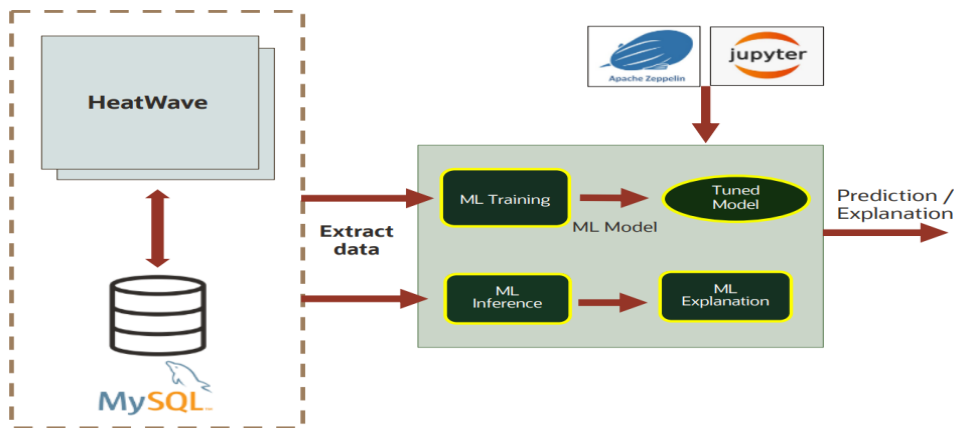 HeatWave
MySQL
Extract
data
Apache Zeppelin
jupyter
ML Training
ML Model
Tuned
Model
ML
Inference
ML
Explanation
Prediction /
Explanation